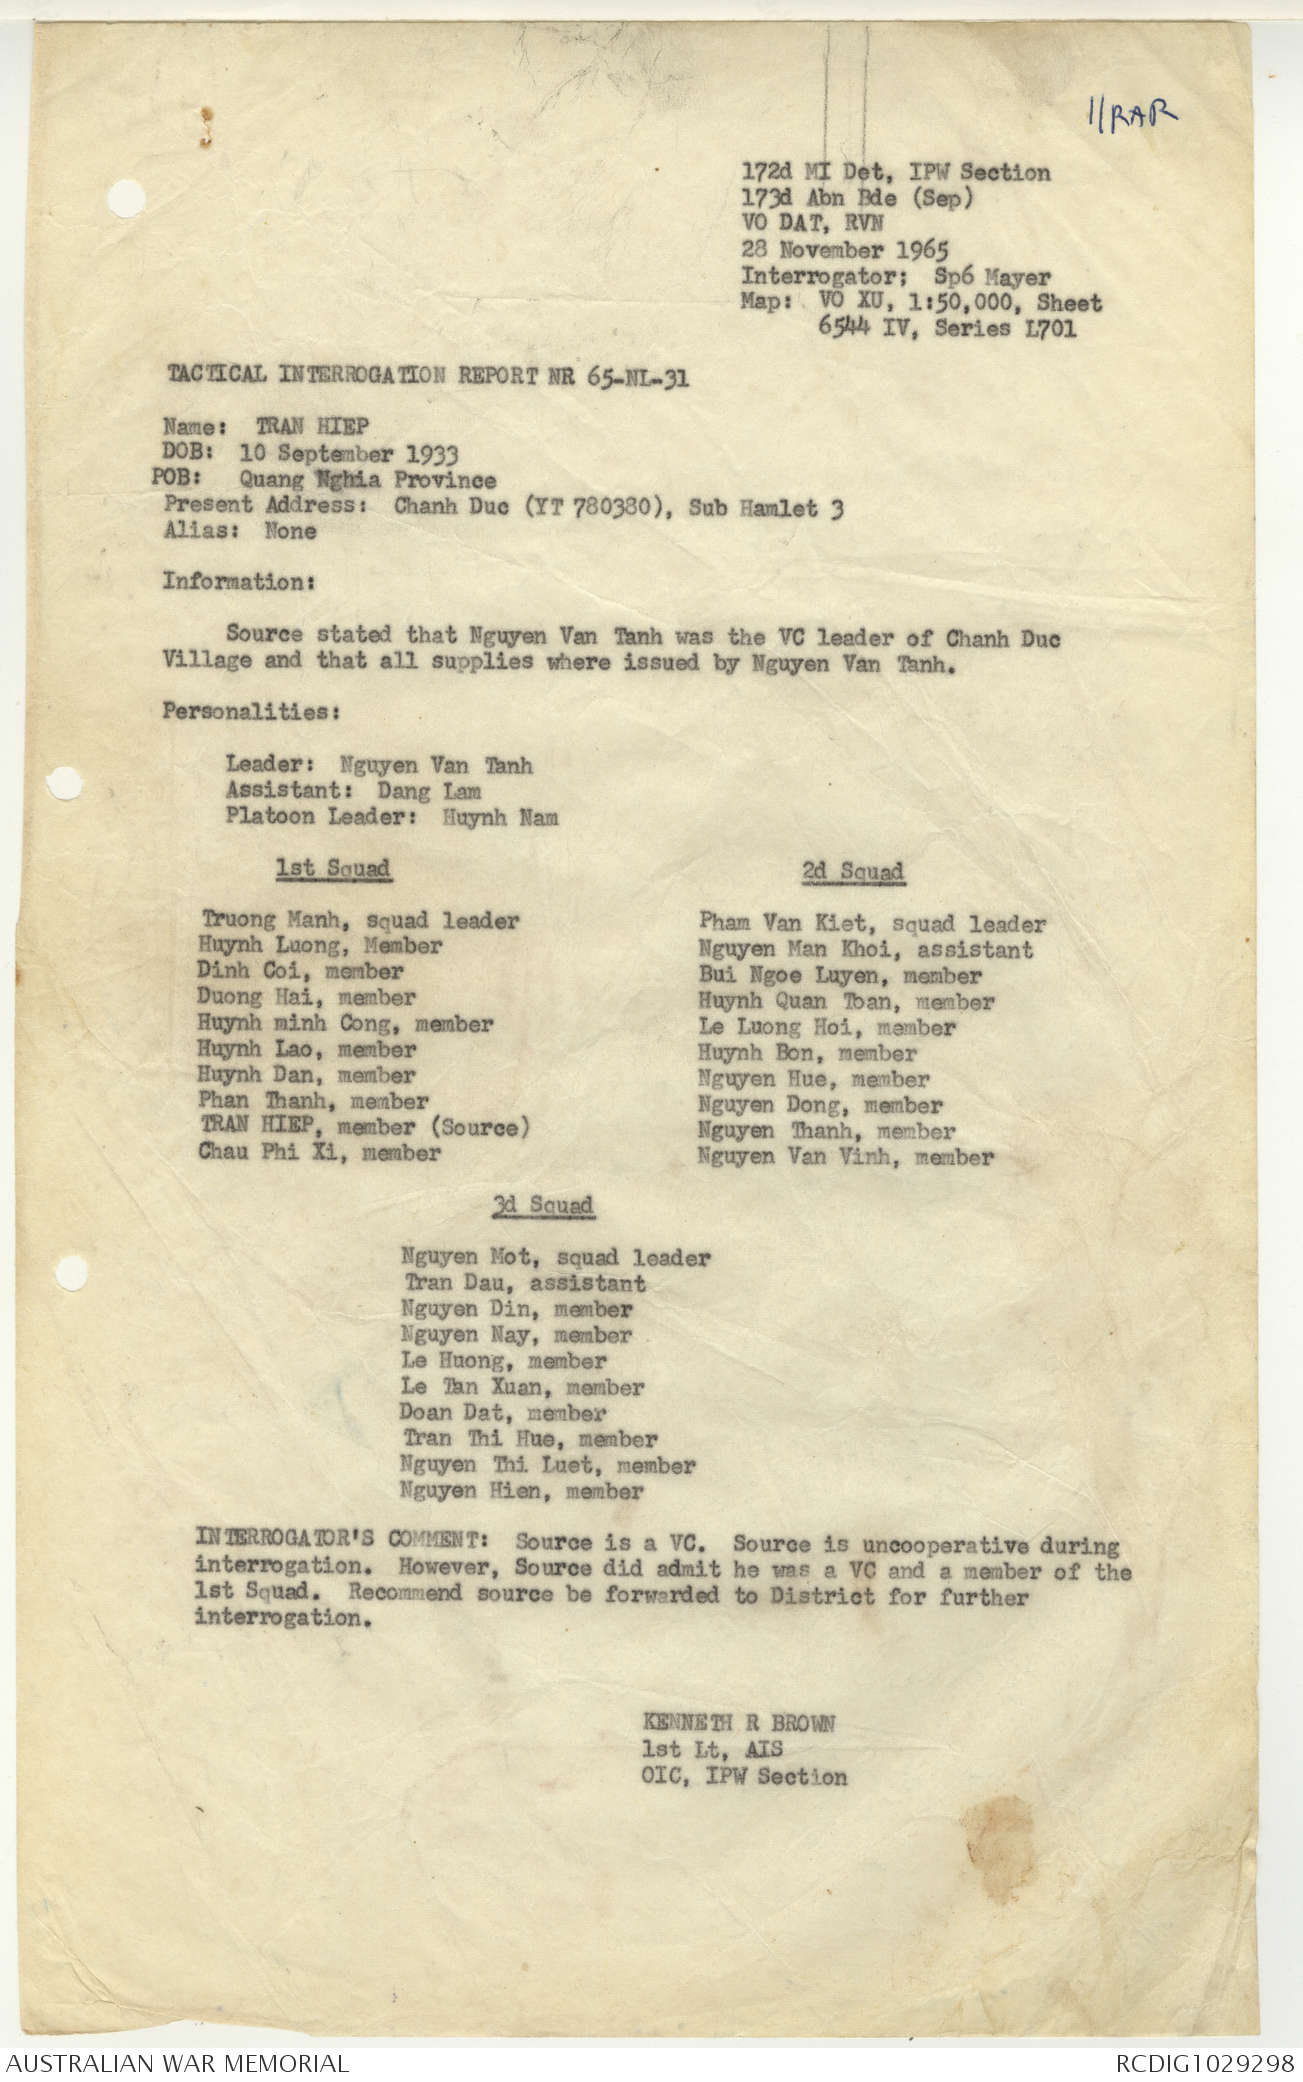 1/RAR
172d MI Det, IPW Section
173d Abn Bde (Sep)
VO DAT, RVN
28 November 1965
Interrogator; Sp6 Mayer
Map: VO XU, 1:50,000, Sheet
6544 IV, Series L701
TACTICAL INTERROGATION REPORT NR 65-NL-31
Name: TRAN HIEP
DOB: 10 September 1933
POB: Quang Nghia Province
Present Address: Chanh Duc (YT 780380), Sub Hamlet 3
Alias: None
Information:
Source stated that Nguyen Van Tanh was the VC leader of Chanh Duc
Village and that all supplies where issued by Nguyen Van Tanh.
Personalities:
Leader: Nguyen Van Tanh
Assistant: Dang Lam
Platoon Leader: Huynh Nam
1st Squad
Truong Manh, squad leader
Huynh Luong, Member
Dinh Coi, member
Duong Hai, member
Huynh minh Cong, member
Huynh Lao, member
Huynh Dan, member
Phan Thanh, member
TRAN HIEP, member (Source)
Chau Phi Xi, member
2d Squad
Pham Van Kiet, squad leader
Nguyen Man Khoi, assistant
Bui Ngoe Luyen, member
Huynh Quan Toan, member
Le Luong Hoi, member
Huynh Bon, member
Nguyen Hue, member
Nguyen Dong, member
Nguyen Thanh, member
Nguyen Van Vinh, member
3d Squad
Nguyen Mot, squad leader
Tran Dau, assistant
Nguyen Din, member
Nguyen Nay, member
Le Huong, member
Le Tan Xuan, member
Doan Dat, member
Tran Thi Hue, member
Nguyen Thi Luet, member
Nguyen Hien, member
INTERROGATOR'S COMMENT: Source is a VC. Source is uncooperative during
interrogation. However, Source did admit he was a VC and a member of the
1st Squad. Recommend source be forwarded to District for further
interrogation.
KENNETH R BROWN
1st Lt, AIS
OIC, IPW Section
AUSTRALIAN WAR MEMORIAL
RCDIG1029298